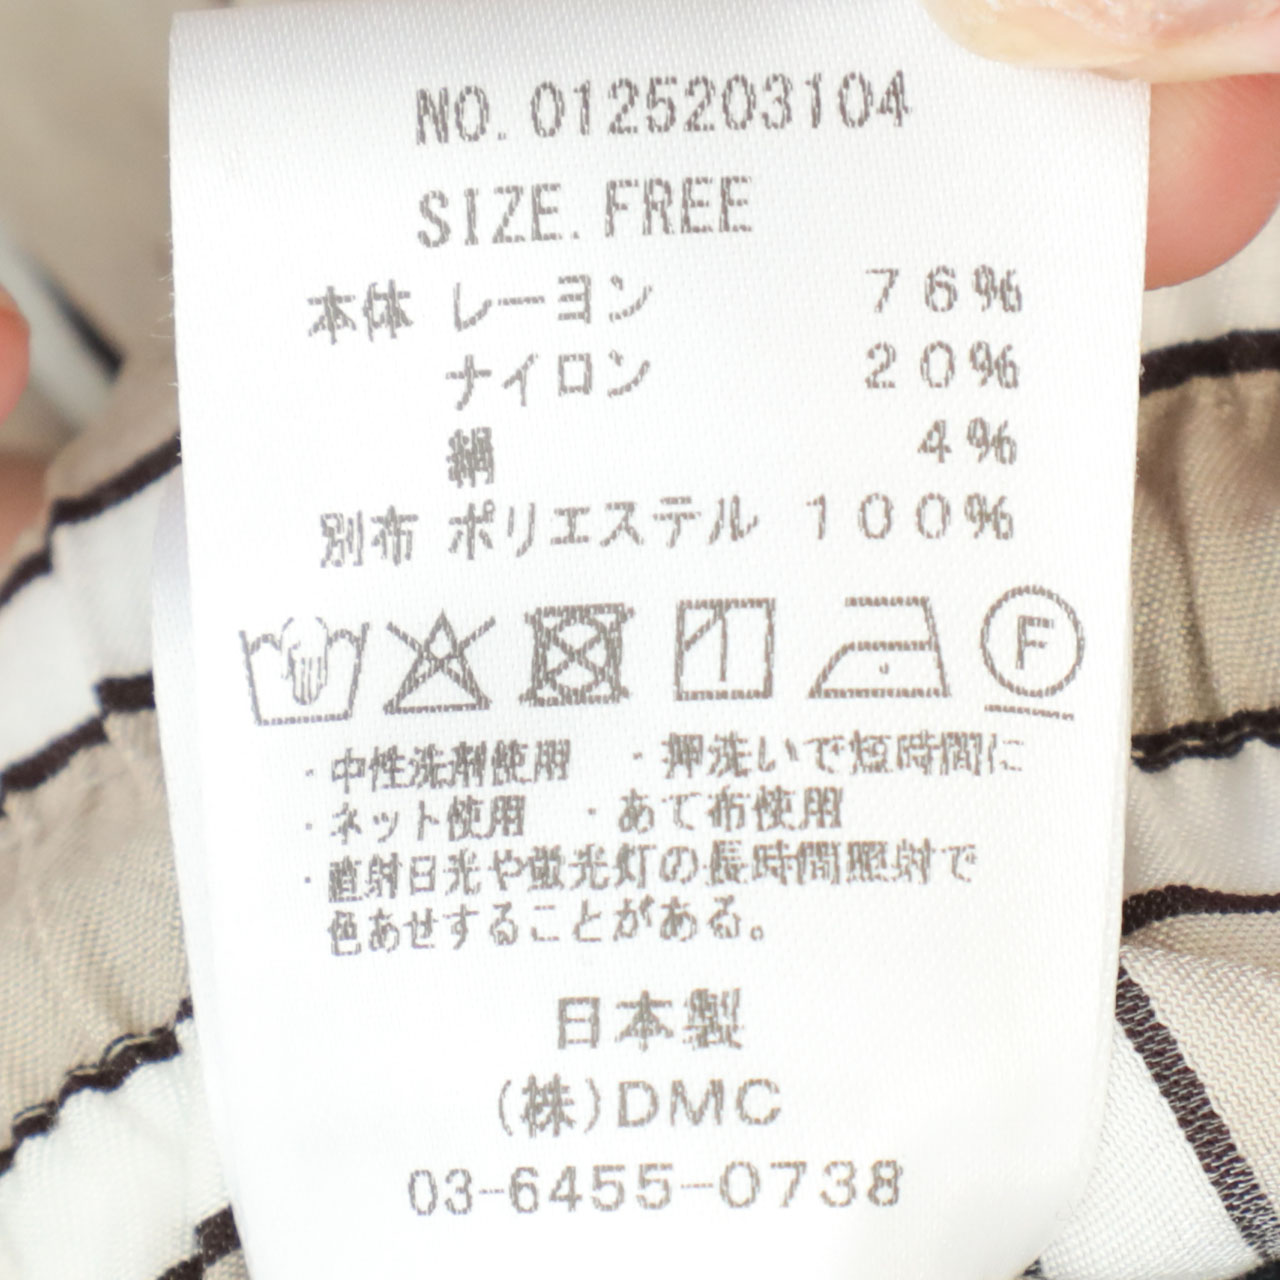 NO. 0125203104
SIZE. FREE
本体 レーヨン 76%
ナイロン 20%
綿 4%
別布 ポリエステル 100%
F
・中性洗剤使用 ・押洗いで短時間に
・ネット使用 ・あて布使用
・直射日光や蛍光灯の長時間照射で
色あせすることがある。
日本製
(株)DMC
03-6455-0738